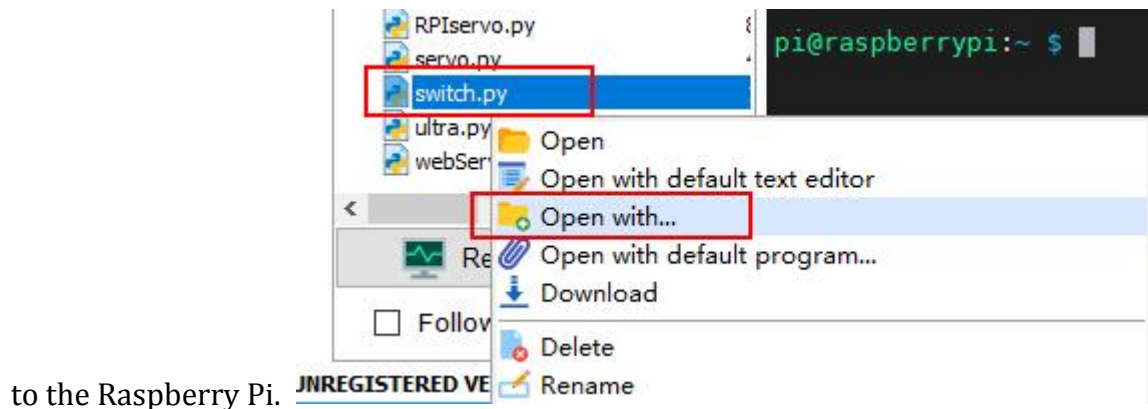 RPIservo.py
pi@raspberrypi:~ $
servo.py
switch.py
ultra.py
webSer
Open
Open with default text editor
Open with...
Open with default program...
Download
Re
Follow
Delete
Rename
to the Raspberry Pi.
UNREGISTERED VE